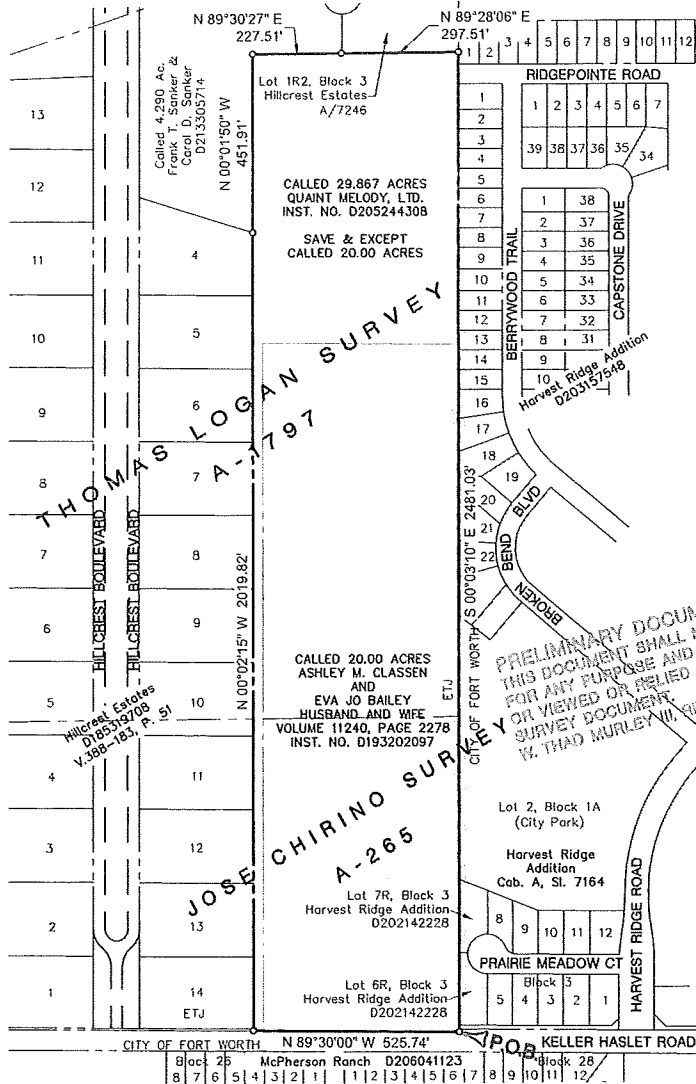 N 89°30'27" E
227.51'
N 89°28'06" E
297.51'
1 2 3 4 5 6 7 8 9 10 11 12
RIDGEPOINTE ROAD
Lot 1R2, Block 3
Hillcrest Estates
A/7246
Called 4.290 Ac.
Frank T. Sanker &
Carol D. Sanker
D213305714
N 00°01'50" W
451.91'
CALLED 29.867 ACRES
QUAINT MELODY, LTD.
INST. NO. D205244308
SAVE & EXCEPT
CALLED 20.00 ACRES
13
12
11
10
9
8
7
6
5
4
3
2
1
HILLCREST BOULEVARD
HILLCREST BOULEVARD
4
5
6
7
8
9
10
11
12
13
14
ETJ
1
2
3
4
5
6
7
8
9
10
11
12
13
14
15
16
17
18
19
20
21
22
BERRYWOOD TRAIL
1 2 3 4 5 6 7
39 38 37 36 35 34
1 38
2 37
3 36
4 35
5 34
6 33
7 32
8 31
9
10
CAPSTONE DRIVE
Harvest Ridge Addition
D203157548
THOMAS LOGAN SURVEY
A-1797
N 00°02'15" W 2019.82'
S 00°03'10" E 2481.03'
CITY OF FORT WORTH
ETJ
BROKEN BEND BLVD
CALLED 20.00 ACRES
ASHLEY M. CLASSEN
AND
EVA JO BAILEY
HUSBAND AND WIFE
VOLUME 11240, PAGE 2278
INST. NO. D193202097
PRELIMINARY DOCUM
THIS DOCUMENT SHALL N
FOR ANY PURPOSE AND
OR VIEWED OR RELIED
SURVEY DOCUMENT.
W. THAD MURLEY III,
Hillcrest Estates
D185319708
V.388-183, P. 51
JOSE CHIRINO SURVEY
A-265
Lot 2, Block 1A
(City Park)
Harvest Ridge
Addition
Cab. A, Sl. 7164
Lot 7R, Block 3
Harvest Ridge Addition
D202142228
8 9 10 11 12
PRAIRIE MEADOW CT
Block 3
5 4 3 2 1
HARVEST RIDGE ROAD
Lot 6R, Block 3
Harvest Ridge Addition
D202142228
CITY OF FORT WORTH
N 89°30'00" W 525.74'
P.O.B.
KELLER HASLET ROAD
Block 26
McPherson Ranch D206041123
Block 28
8 7 6 5 4 3 2 1 1 2 3 4 5 6 7 8 9 10 11 12